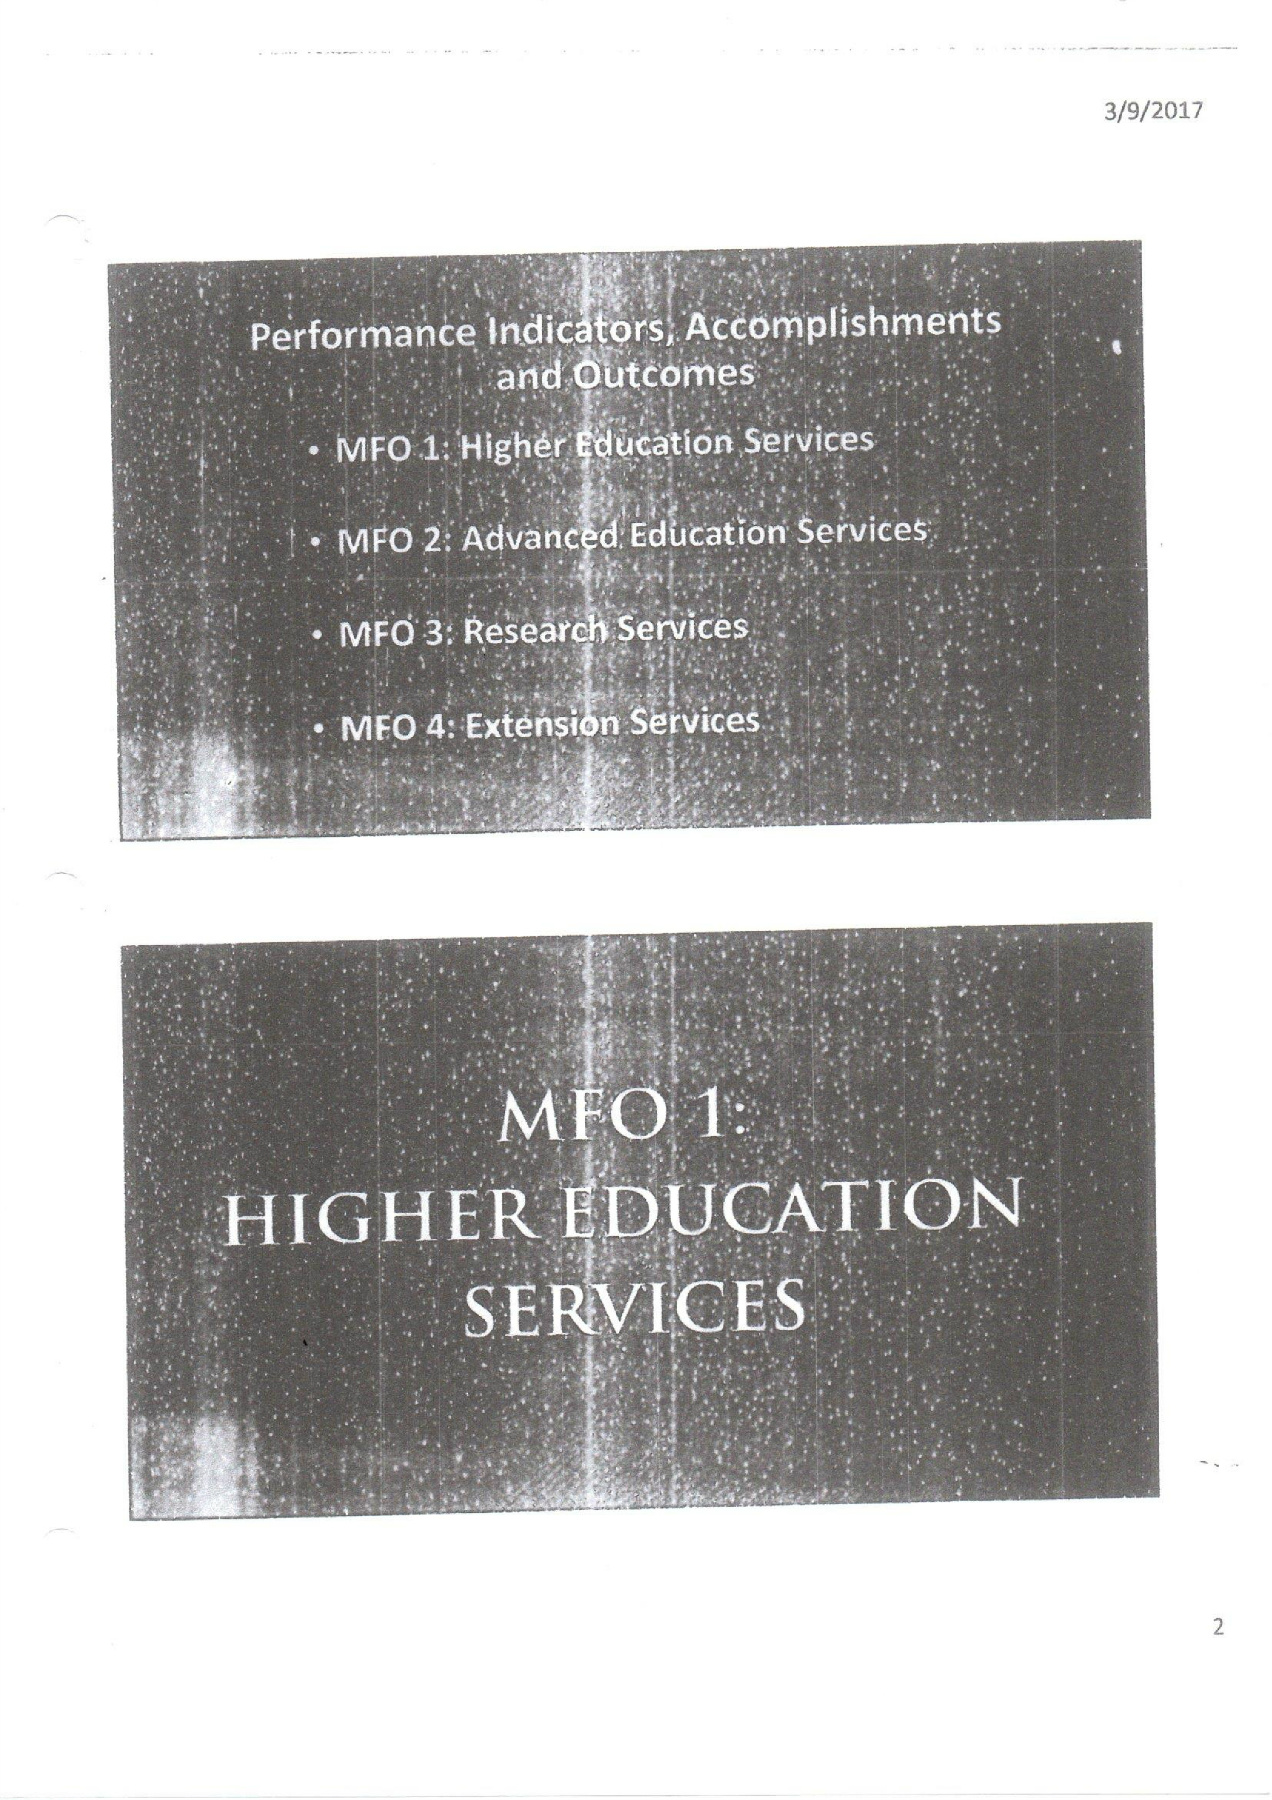 3/9/2017
Performance Indicators, Accomplishments
and Outcomes
• MFO 1: Higher Education Services
• MFO 2: Advanced Education Services
• MFO 3: Research Services
• MFO 4: Extension Services
MFO 1:
HIGHER EDUCATION
SERVICES
2